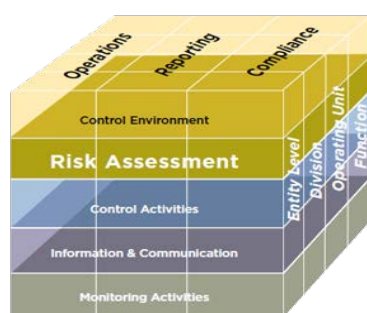 Operations
Reporting
Compliance
Control Environment
Risk Assessment
Control Activities
Information & Communication
Monitoring Activities
Entity Level
Division
Operating Unit
Function